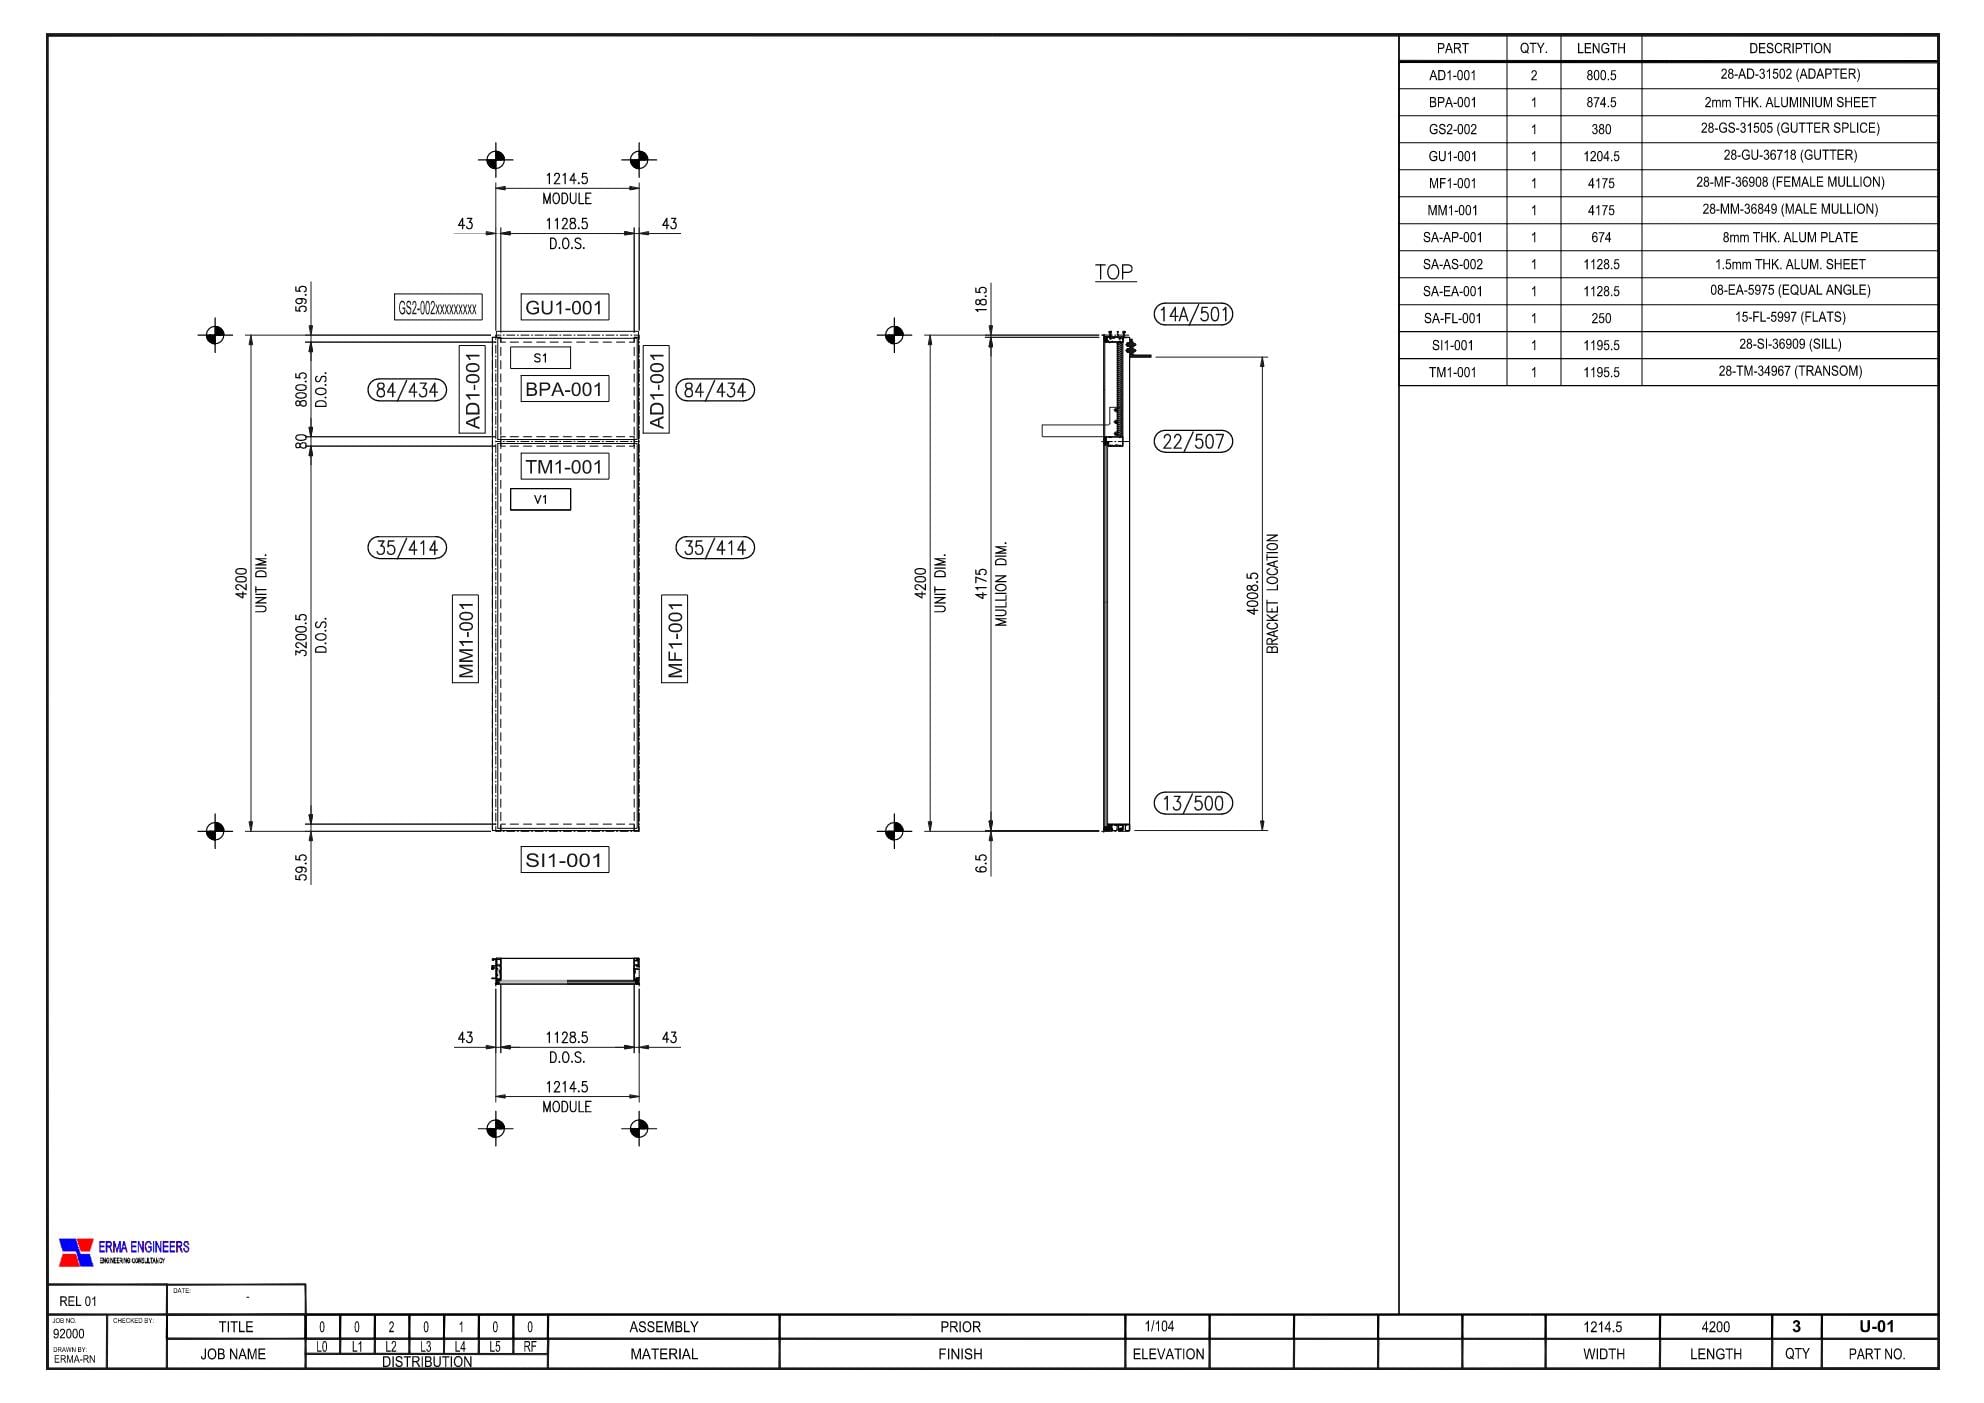 PART QTY. LENGTH DESCRIPTION
AD1-001 2 800.5 28-AD-31502 (ADAPTER)
BPA-001 1 874.5 2mm THK. ALUMINIUM SHEET
GS2-002 1 380 28-GS-31505 (GUTTER SPLICE)
GU1-001 1 1204.5 28-GU-36718 (GUTTER)
MF1-001 1 4175 28-MF-36908 (FEMALE MULLION)
MM1-001 1 4175 28-MM-36849 (MALE MULLION)
SA-AP-001 1 674 8mm THK. ALUM PLATE
SA-AS-002 1 1128.5 1.5mm THK. ALUM. SHEET
SA-EA-001 1 1128.5 08-EA-5975 (EQUAL ANGLE)
SA-FL-001 1 250 15-FL-5997 (FLATS)
SI1-001 1 1195.5 28-SI-36909 (SILL)
TM1-001 1 1195.5 28-TM-34967 (TRANSOM)
1214.5
MODULE
43 1128.5 43
D.O.S.
59.5
GS2-002xxxxxxxxx
GU1-001
S1
BPA-001
AD1-001
AD1-001
84/434
84/434
800.5
D.O.S.
80
TM1-001
V1
35/414
35/414
4200
UNIT DIM.
3200.5
D.O.S.
MM1-001
MF1-001
59.5
SI1-001
TOP
18.5
14A/501
22/507
4200
UNIT DIM.
4175
MULLION DIM.
4008.5
BRACKET LOCATION
13/500
6.5
43 1128.5 43
D.O.S.
1214.5
MODULE
ERMA ENGINEERS
ENGINEERING CONSULTANCY
REL 01
DATE:
-
JOB NO.
92000
DRAWN BY:
ERMA-RN
CHECKED BY:
TITLE
JOB NAME
0 0 2 0 1 0 0
L0 L1 L2 L3 L4 L5 RF
DISTRIBUTION
ASSEMBLY
MATERIAL
PRIOR
FINISH
1/104
ELEVATION
1214.5 4200 3 U-01
WIDTH LENGTH QTY PART NO.